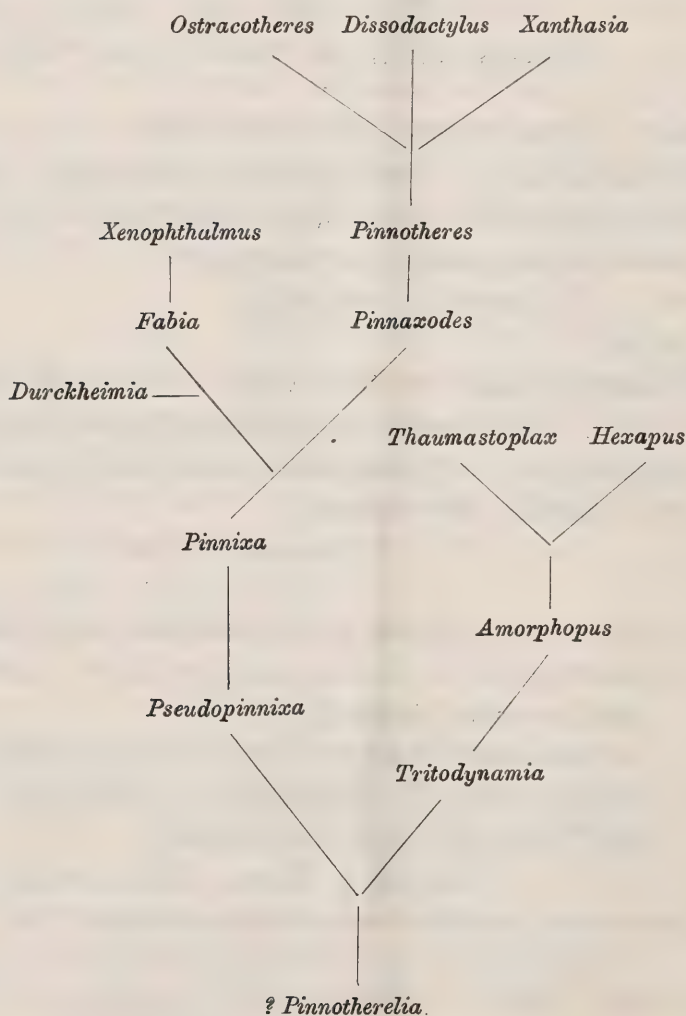 Ostracotheres Dissodactylus Xanthasia
Xenophthalmus Pinnotheres
Fabia Pinnaxodes
Durckheimia
Thaumastoplax Hexapus
Pinnixa
Amorphopus
Pseudopinnixa
Tritodynamia
? Pinnotherelia.